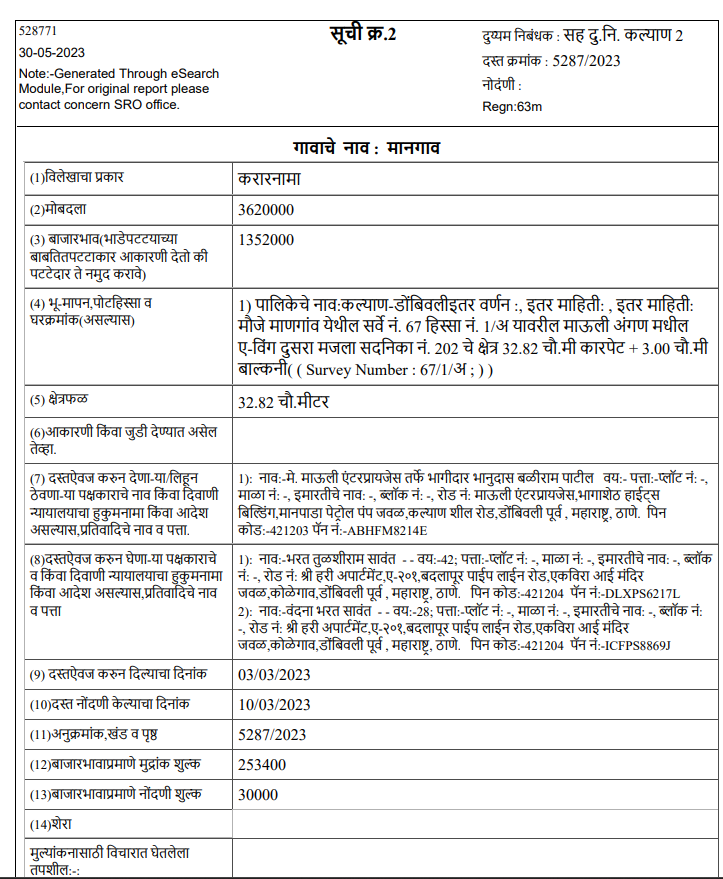 528771
30-05-2023
Note:-Generated Through eSearch
Module,For original report please
contact concern SRO office.
सूची क्र.2
दुय्यम निबंधक : सह दु.नि. कल्याण 2
दस्त क्रमांक : 5287/2023
नोदंणी :
Regn:63m
गावाचे नाव : मानगाव
(1)विलेखाचा प्रकार
करारनामा
(2)मोबदला
3620000
(3) बाजारभाव(भाडेपटटयाच्या
बाबतितपटटाकार आकारणी देतो की
पटटेदार ते नमुद करावे)
1352000
(4) भू-मापन,पोटहिस्सा व
घरक्रमांक(असल्यास)
1) पालिकेचे नाव:कल्याण-डोंबिवलीइतर वर्णन :, इतर माहिती: , इतर माहिती:
मौजे माणगांव येथील सर्वे नं. 67 हिस्सा नं. 1/अ यावरील माऊली अंगण मधील
ए-विंग दुसरा मजला सदनिका नं. 202 चे क्षेत्र 32.82 चौ.मी कारपेट + 3.00 चौ.मी
बाल्कनी( ( Survey Number : 67/1/अ ; ) )
(5) क्षेत्रफळ
32.82 चौ.मीटर
(6)आकारणी किंवा जुडी देण्यात असेल
तेव्हा.
(7) दस्तऐवज करुन देणा-या/लिहून
ठेवणा-या पक्षकाराचे नाव किंवा दिवाणी
न्यायालयाचा हुकुमनामा किंवा आदेश
असल्यास,प्रतिवादिचे नाव व पत्ता.
1): नाव:-मे. माऊली एंटरप्रायजेस तर्फे भागीदार भानुदास बळीराम पाटील वय:- पत्ता:-प्लॉट नं: -,
माळा नं: -, इमारतीचे नाव: -, ब्लॉक नं: -, रोड नं: माऊली एंटरप्रायजेस,भागाशेठ हाईट्स
बिल्डिंग,मानपाडा पेट्रोल पंप जवळ,कल्याण शील रोड,डोंबिवली पूर्व , महाराष्ट्र, ठाणे. पिन
कोड:-421203 पॅन नं:-ABHFM8214E
(8)दस्तऐवज करुन घेणा-या पक्षकाराचे
व किंवा दिवाणी न्यायालयाचा हुकुमनामा
किंवा आदेश असल्यास,प्रतिवादिचे नाव
व पत्ता
1): नाव:-भरत तुळशीराम सावंत - - वय:-42; पत्ता:-प्लॉट नं: -, माळा नं: -, इमारतीचे नाव: -, ब्लॉक
नं: -, रोड नं: श्री हरी अपार्टमेंट,ए-२०१,बदलापूर पाईप लाईन रोड,एकविरा आई मंदिर
जवळ,कोळेगाव,डोंबिवली पूर्व , महाराष्ट्र, ठाणे. पिन कोड:-421204 पॅन नं:-DLXPS6217L
2): नाव:-वंदना भरत सावंत - - वय:-28; पत्ता:-प्लॉट नं: -, माळा नं: -, इमारतीचे नाव: -, ब्लॉक नं:
-, रोड नं: श्री हरी अपार्टमेंट,ए-२०१,बदलापूर पाईप लाईन रोड,एकविरा आई मंदिर
जवळ,कोळेगाव,डोंबिवली पूर्व , महाराष्ट्र, ठाणे. पिन कोड:-421204 पॅन नं:-ICFPS8869J
(9) दस्तऐवज करुन दिल्याचा दिनांक
03/03/2023
(10)दस्त नोंदणी केल्याचा दिनांक
10/03/2023
(11)अनुक्रमांक,खंड व पृष्ठ
5287/2023
(12)बाजारभावाप्रमाणे मुद्रांक शुल्क
253400
(13)बाजारभावाप्रमाणे नोंदणी शुल्क
30000
(14)शेरा
मुल्यांकनासाठी विचारात घेतलेला
तपशील:-: